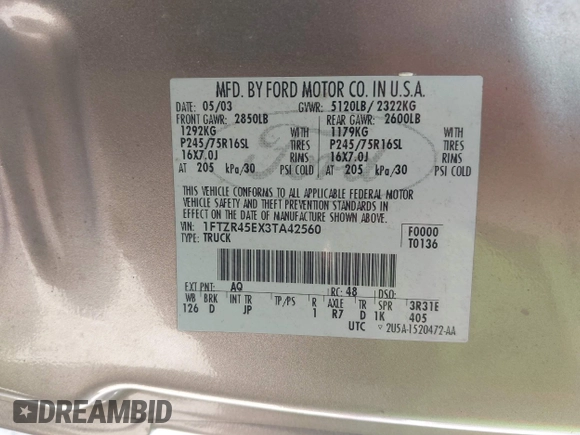 MFD. BY FORD MOTOR CO. IN U.S.A.
DATE: 05/03 GVWR: 5120LB/ 2322KG
FRONT GAWR: 2850LB REAR GAWR: 2600LB
1292KG WITH 1179KG WITH
P245/75R16SL TIRES P245/75R16SL TIRES
16X7.0J RIMS 16X7.0J RIMS
AT 205 kPa/30 PSI COLD AT 205 kPa/30 PSI COLD
Ford
THIS VEHICLE CONFORMS TO ALL APPLICABLE FEDERAL MOTOR
VEHICLE SAFETY AND THEFT PREVENTION STANDARDS IN
EFFECT ON THE DATE OF MANUFACTURE SHOWN ABOVE.
VIN: 1FTZR45EX3TA42560 F0000
TYPE: TRUCK T0136
EXT PNT: AQ RC: 48 DSO:
WB BRK INT TR TP/PS R AXLE TR SPR 3R31E
126 D JP 1 R7 D 1K 405
UTC V 2U5A-1520472-AA
DREAMBID